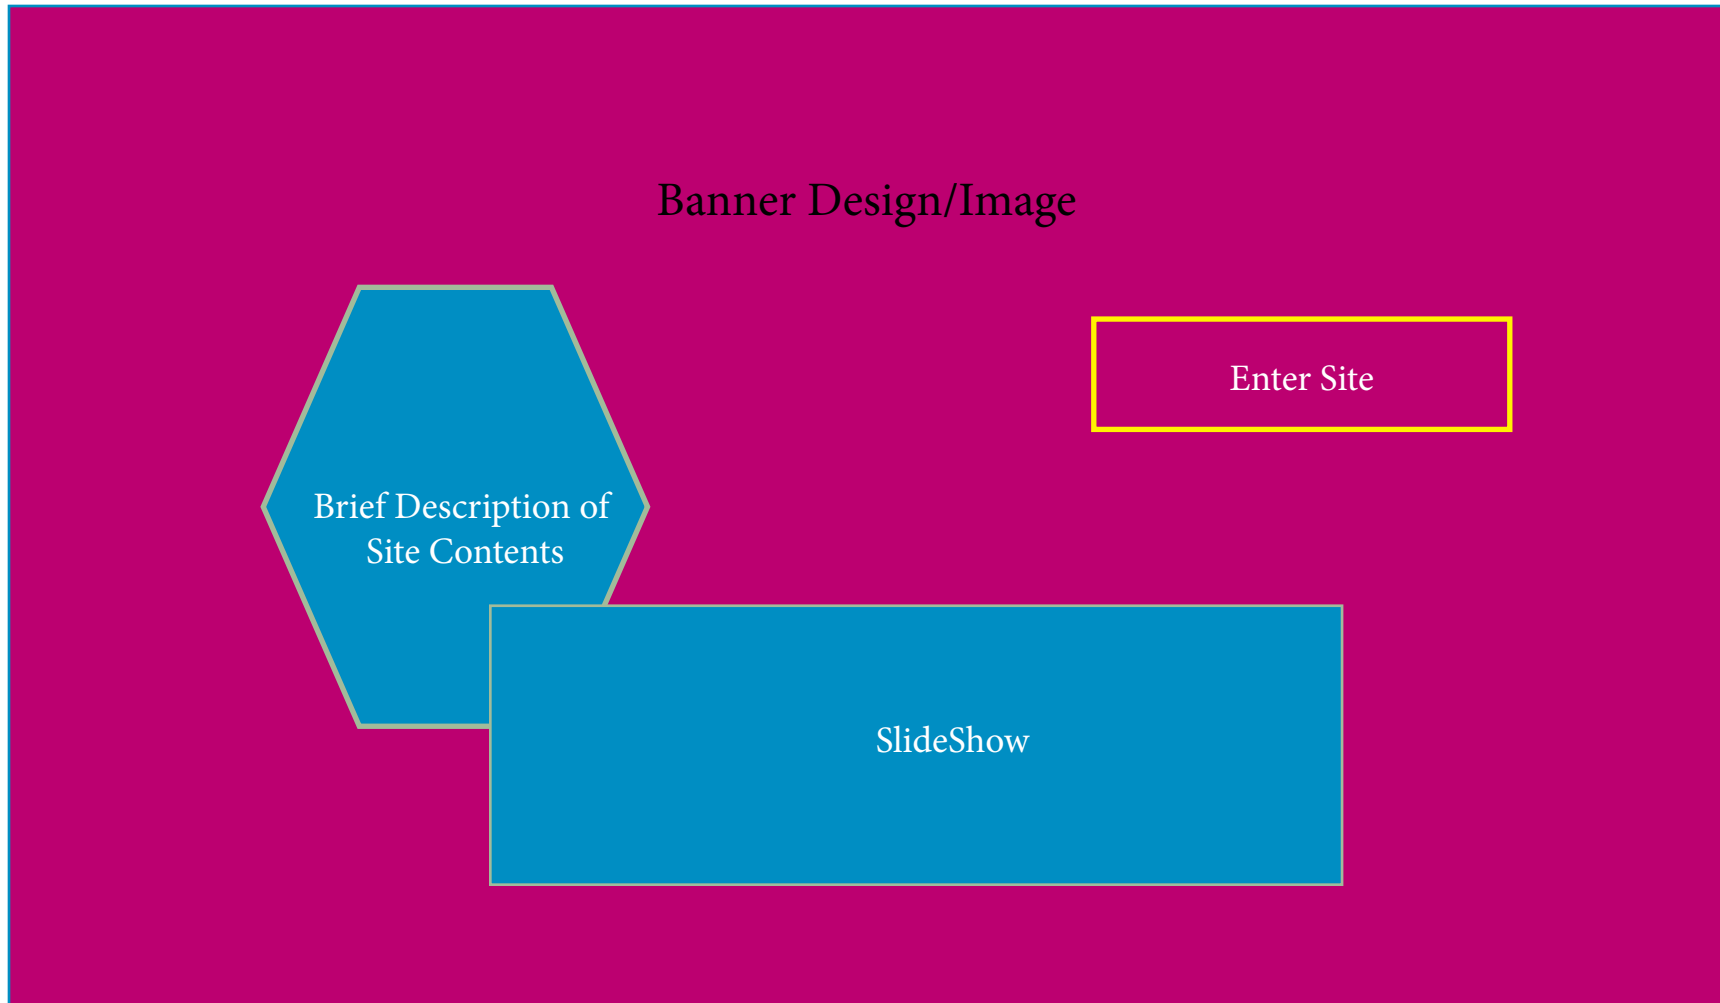 Banner Design/Image
Enter Site
Brief Description of
Site Contents
SlideShow